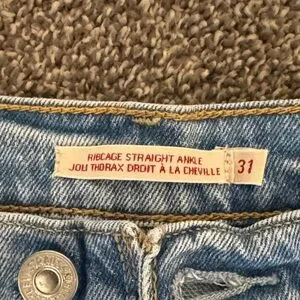 RIBCAGE STRAIGHT ANKLE
JOLI THORAX DROIT À LA CHEVILLE
31